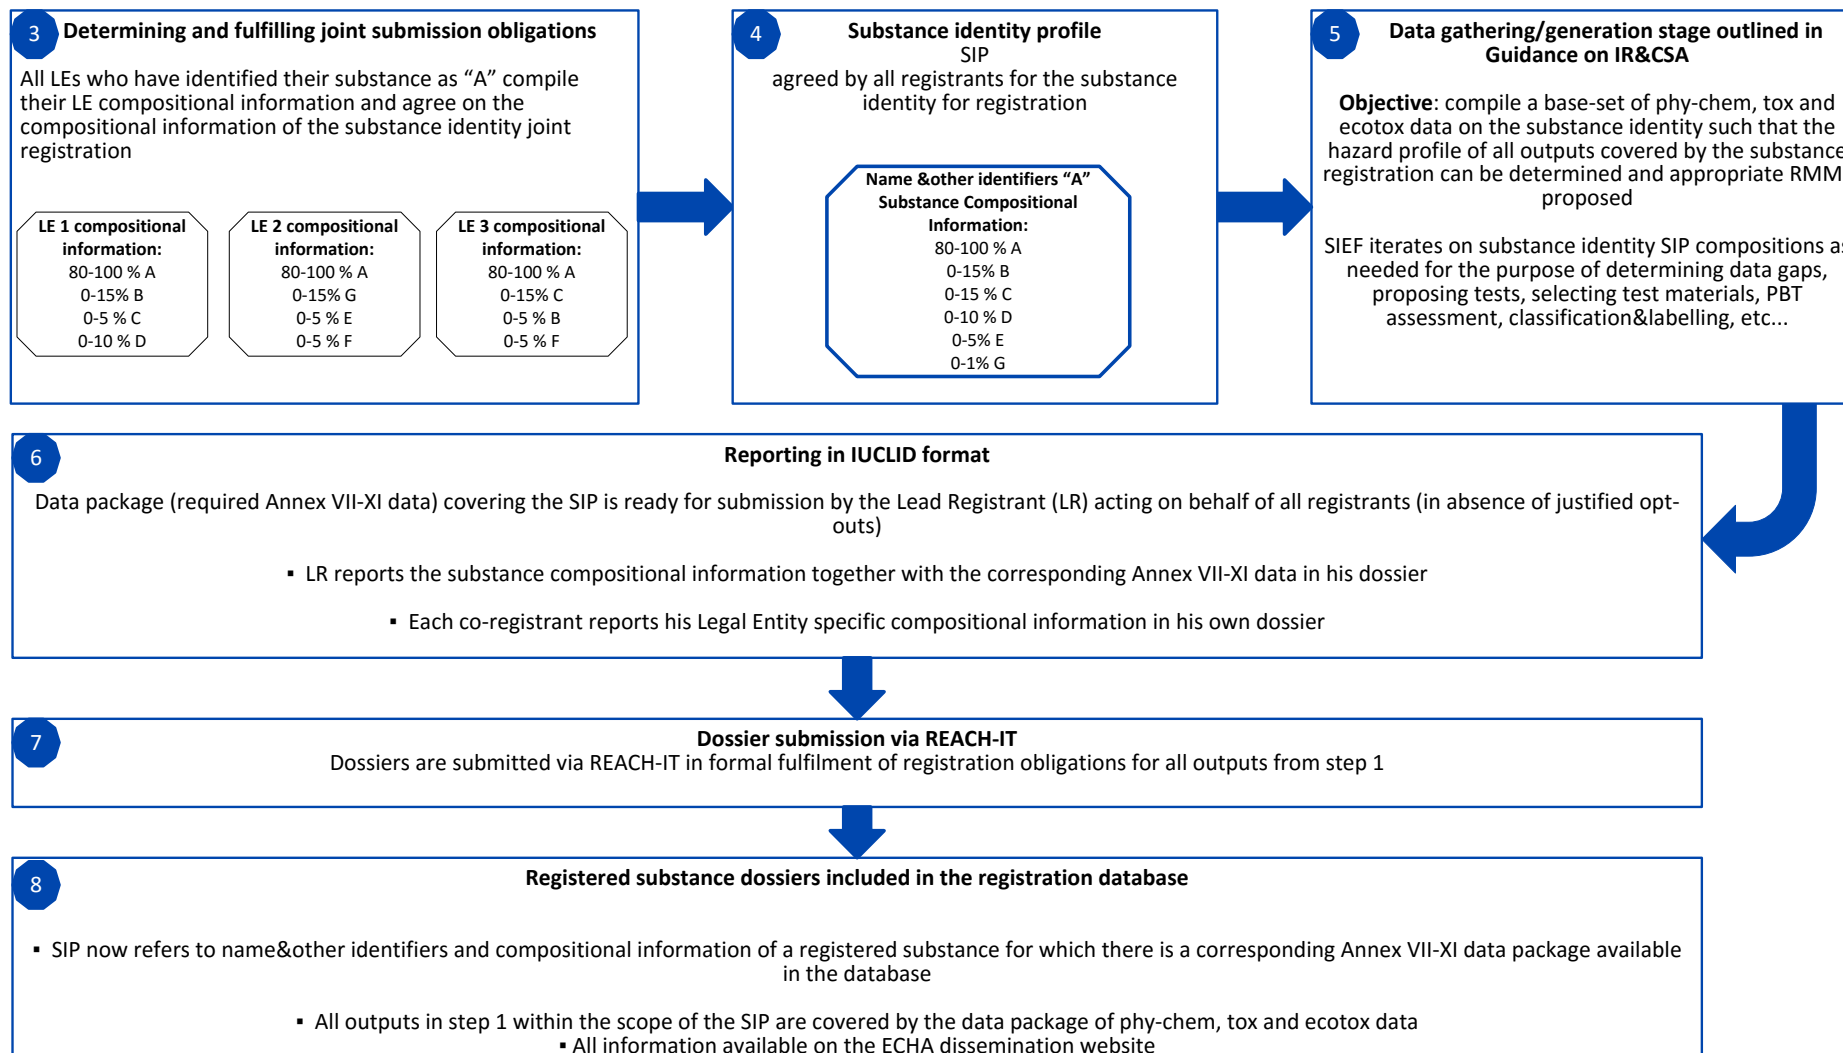 3
Determining and fulfilling joint submission obligations
All LEs who have identified their substance as “A” compile
their LE compositional information and agree on the
compositional information of the substance identity joint
registration
LE 1 compositional
information:
80-100 % A
0-15% B
0-5 % C
0-10 % D
LE 2 compositional
information:
80-100 % A
0-15% G
0-5 % E
0-5 % F
LE 3 compositional
information:
80-100 % A
0-15% C
0-5 % B
0-5 % F
4
Substance identity profile
SIP
agreed by all registrants for the substance
identity for registration
Name &other identifiers “A”
Substance Compositional
Information:
80-100 % A
0-15% B
0-15 % C
0-10 % D
0-5% E
0-1% G
5
Data gathering/generation stage outlined in
Guidance on IR&CSA
Objective: compile a base-set of phy-chem, tox and
ecotox data on the substance identity such that the
hazard profile of all outputs covered by the substance
registration can be determined and appropriate RMM
proposed
SIEF iterates on substance identity SIP compositions as
needed for the purpose of determining data gaps,
proposing tests, selecting test materials, PBT
assessment, classification&labelling, etc...
6
Reporting in IUCLID format
Data package (required Annex VII-XI data) covering the SIP is ready for submission by the Lead Registrant (LR) acting on behalf of all registrants (in absence of justified opt-
outs)
▪ LR reports the substance compositional information together with the corresponding Annex VII-XI data in his dossier
▪ Each co-registrant reports his Legal Entity specific compositional information in his own dossier
7
Dossier submission via REACH-IT
Dossiers are submitted via REACH-IT in formal fulfilment of registration obligations for all outputs from step 1
8
Registered substance dossiers included in the registration database
▪ SIP now refers to name&other identifiers and compositional information of a registered substance for which there is a corresponding Annex VII-XI data package available
in the database
▪ All outputs in step 1 within the scope of the SIP are covered by the data package of phy-chem, tox and ecotox data
▪ All information available on the ECHA dissemination website